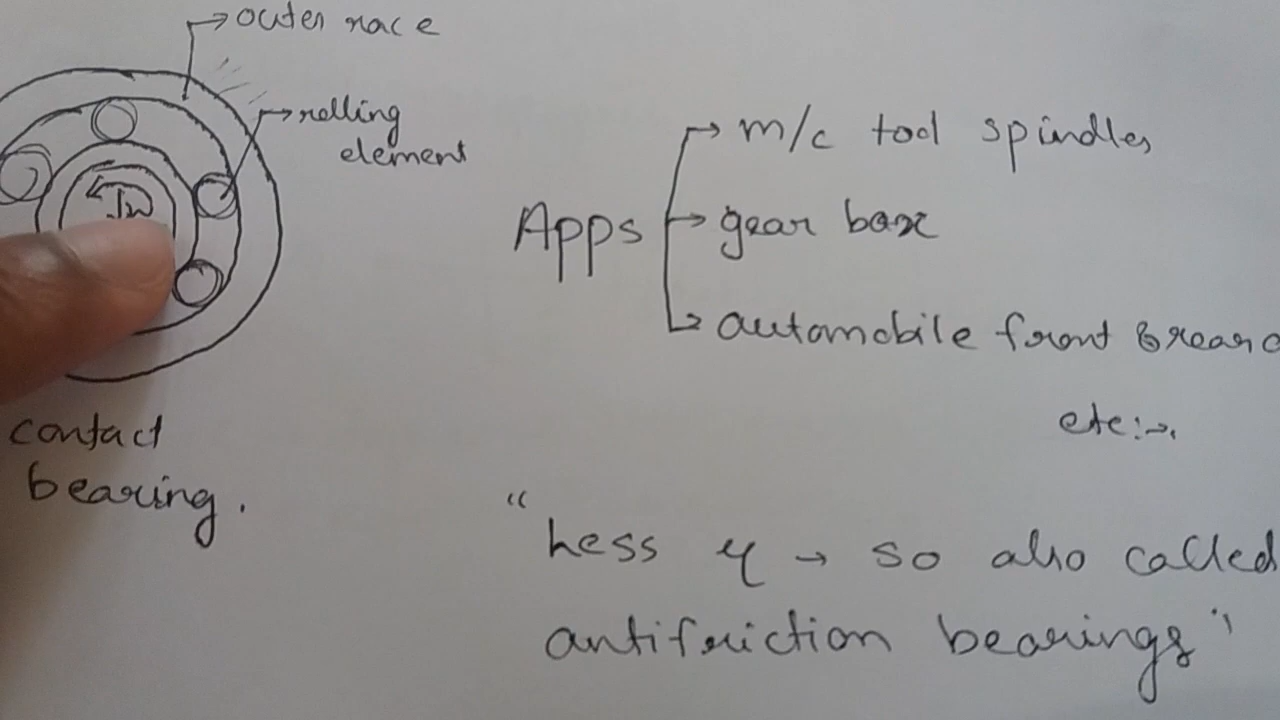 outer race
rolling
element
Apps
m/c tool spindles
gear box
automobile front & rear
etc:-.
contact
bearing.
"Less μ → so also called
antifriction bearings"